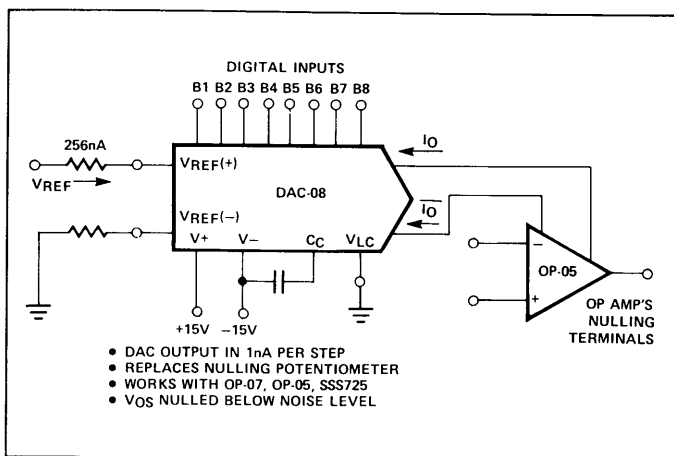 DIGITAL INPUTS
B1 B2 B3 B4 B5 B6 B7 B8
256nA
VREF
VREF(+)
DAC-08
IO
IO
VREF(-)
V+ V- CC VLC
+15V -15V
-
+
OP-05
OP AMP'S
NULLING
TERMINALS
• DAC OUTPUT IN 1nA PER STEP
• REPLACES NULLING POTENTIOMETER
• WORKS WITH OP-07, OP-05, SSS725
• VOS NULLED BELOW NOISE LEVEL